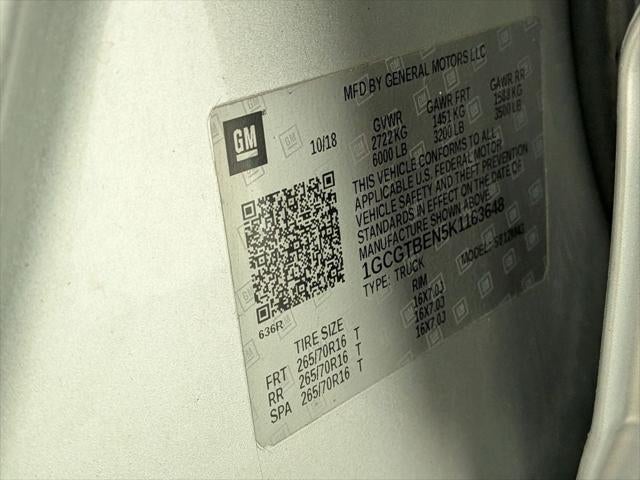 MFD BY GENERAL MOTORS LLC
GM
10/18
GVWR GAWR FRT GAWR RR
2722 KG 1451 KG 1588 KG
6000 LB 3200 LB 3500 LB
THIS VEHICLE CONFORMS TO ALL
APPLICABLE U.S. FEDERAL MOTOR
VEHICLE SAFETY AND THEFT PREVENTION
STANDARDS IN EFFECT ON THE DATE OF
MANUFACTURE SHOWN ABOVE.
1GCGTBEN5K1163648
TYPE: TRUCK MODEL:
636R
TIRE SIZE RIM
FRT 265/70R16 T 16X7.0J
RR 265/70R16 T 16X7.0J
SPA 265/70R16 T 16X7.0J